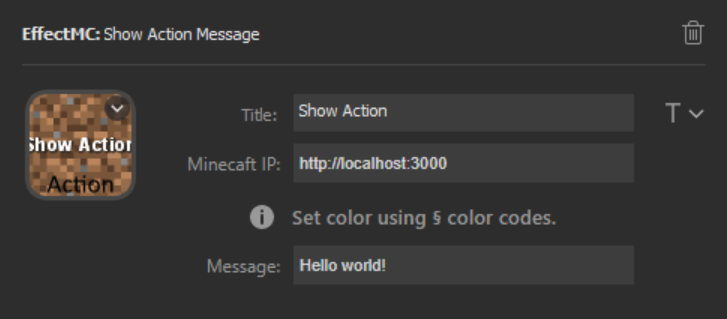 EffectMC: Show Action Message
Show Action
Action
Title:
Show Action
T
Minecaft IP:
http://localhost:3000
Set color using § color codes.
Message:
Hello world!